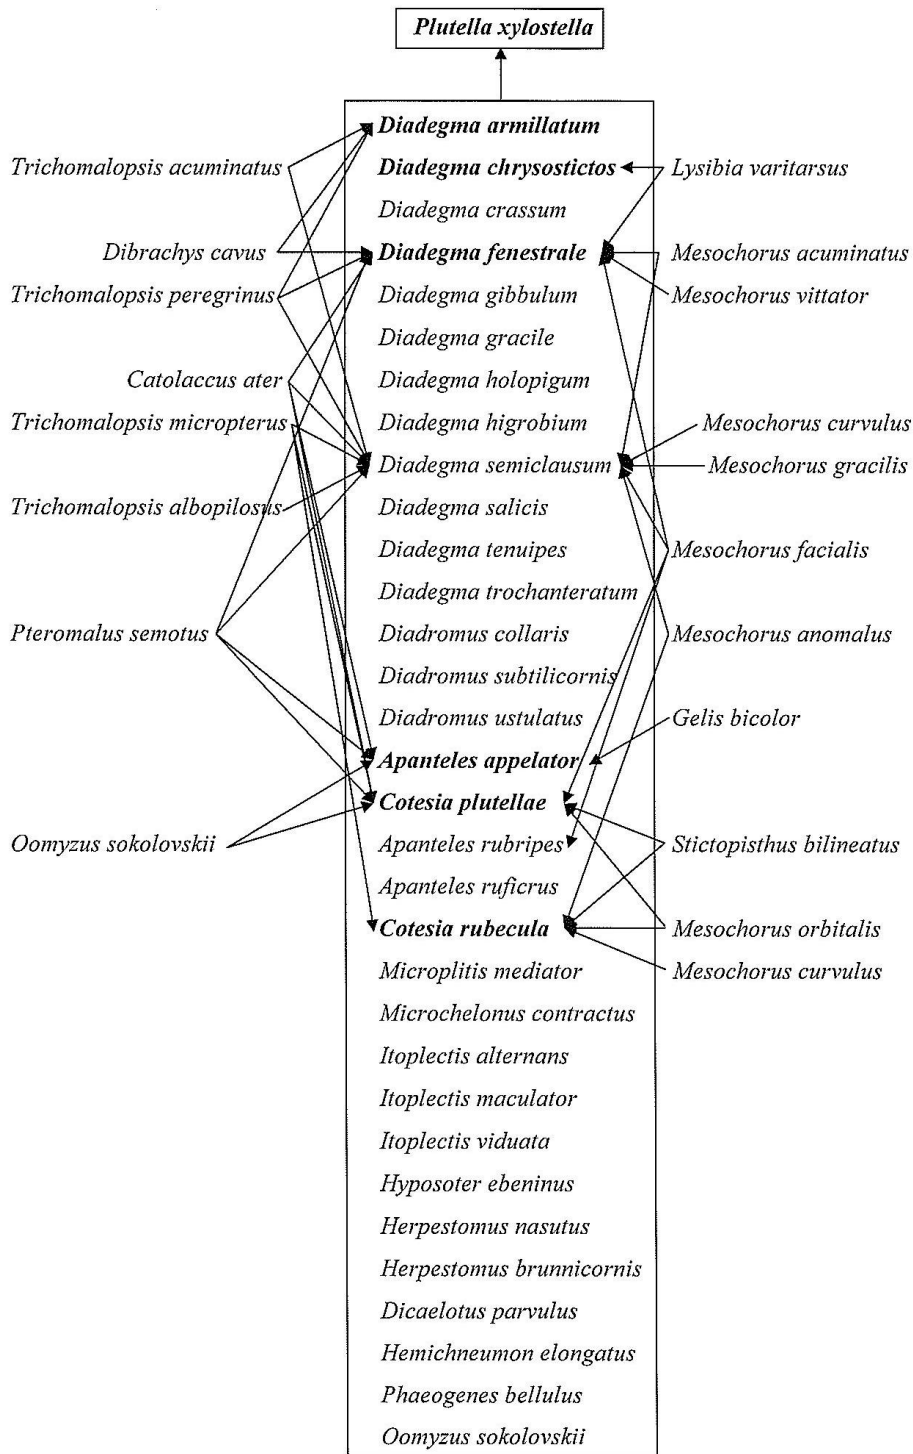 Plutella xylostella
Diadegma armillatum
Trichomalopsis acuminatus
Diadegma chrysostictos
Lysibia varitarsus
Diadegma crassum
Dibrachys cavus
Diadegma fenestrale
Mesochorus acuminatus
Trichomalopsis peregrinus
Diadegma gibbulum
Mesochorus vittator
Diadegma gracile
Catolaccus ater
Diadegma holopigum
Trichomalopsis micropterus
Diadegma higrobium
Mesochorus curvulus
Diadegma semiclausum
Mesochorus gracilis
Trichomalopsis albopilosus
Diadegma salicis
Diadegma tenuipes
Mesochorus facialis
Diadegma trochanteratum
Pteromalus semotus
Diadromus collaris
Mesochorus anomalus
Diadromus subtilicornis
Diadromus ustulatus
Gelis bicolor
Apanteles appelator
Cotesia plutellae
Oomyzus sokolovskii
Apanteles rubripes
Stictopisthus bilineatus
Apanteles ruficrus
Cotesia rubecula
Mesochorus orbitalis
Microplitis mediator
Mesochorus curvulus
Microchelonus contractus
Itoplectis alternans
Itoplectis maculator
Itoplectis viduata
Hyposoter ebeninus
Herpestomus nasutus
Herpestomus brunnicornis
Dicaelotus parvulus
Hemichneumon elongatus
Phaeogenes bellulus
Oomyzus sokolovskii